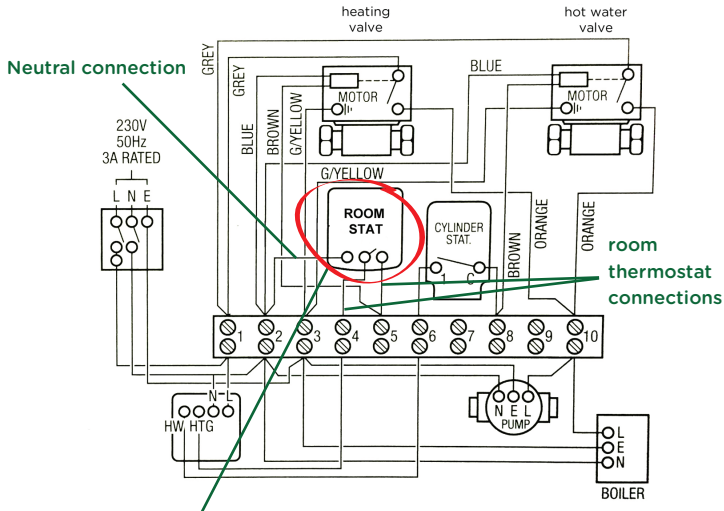 heating
valve
hot water
valve
Neutral connection
GREY
GREY
BLUE
BROWN
G/YELLOW
MOTOR
BLUE
MOTOR
230V
50Hz
3A RATED
L N E
G/YELLOW
ROOM
STAT
CYLINDER
STAT.
1 C
BROWN
ORANGE
ORANGE
room
thermostat
connections
1 2 3 4 5 6 7 8 9 10
N L
HW HTG
N E L
PUMP
L
E
N
BOILER